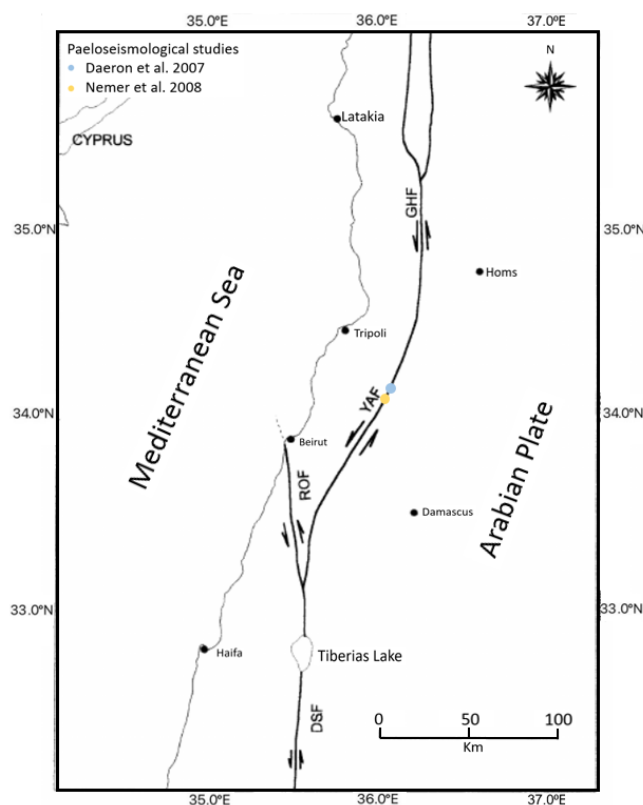 35.0°E 36.0°E 37.0°E
Paeloseismological studies
Daeron et al. 2007
Nemer et al. 2008
N
Latakia
CYPRUS
GHF
35.0°N 35.0°N
Homs
Mediterranean Sea
Tripoli
YAF
34.0°N 34.0°N
Beirut
ROF
Arabian Plate
Damascus
33.0°N 33.0°N
Haifa
Tiberias Lake
DSF
0 50 100
Km
35.0°E 36.0°E 37.0°E